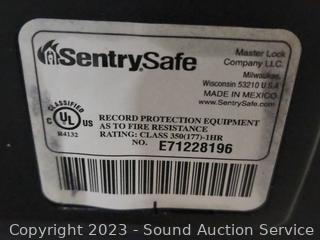 SentrySafe
Master Lock
Company LLC.
Milwaukee,
Wisconsin 53210 U.S.A
MADE IN MEXICO
www.SentrySafe.com
CLASSIFIED
C UL US
R4132
RECORD PROTECTION EQUIPMENT
AS TO FIRE RESISTANCE
RATING: CLASS 350(177)-1HR
NO. E71228196
Copyright 2023 - Sound Auction Service